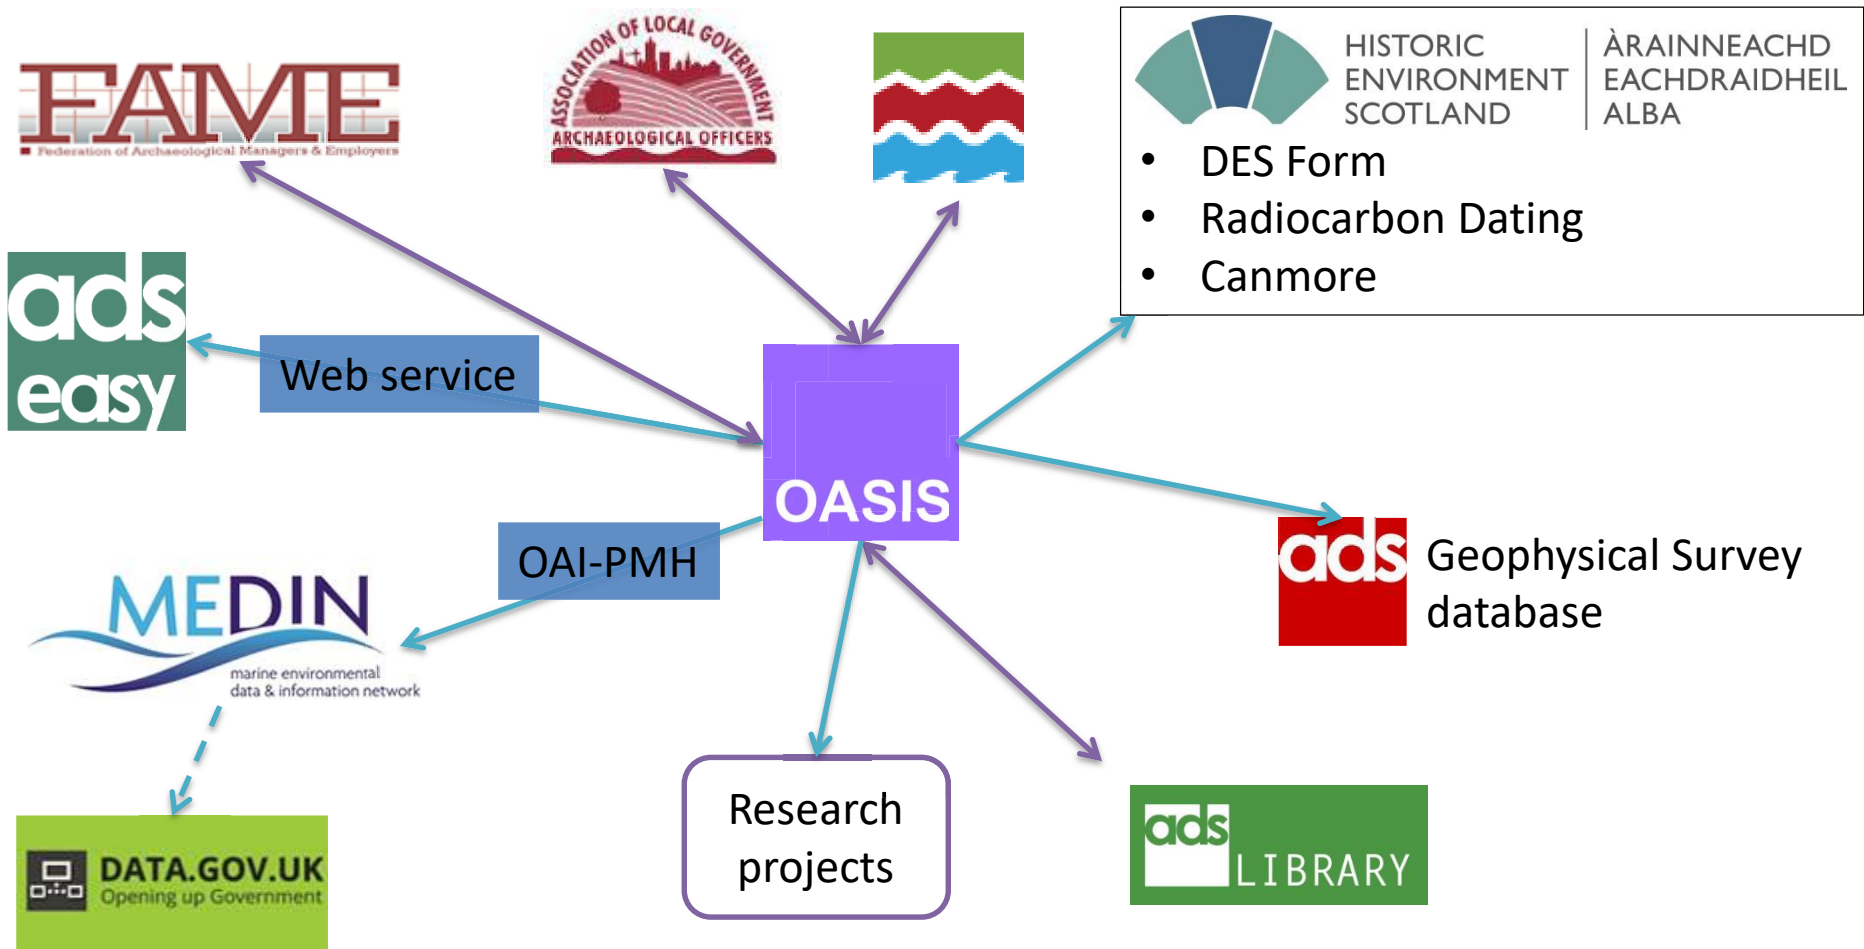 FAME
Federation of Archaeological Managers & Employers
ASSOCIATION OF LOCAL GOVERNMENT
ARCHAEOLOGICAL OFFICERS
HISTORIC
ENVIRONMENT
SCOTLAND
ÀRAINNEACHD
EACHDRAIDHEIL
ALBA
• DES Form
• Radiocarbon Dating
• Canmore
ads
easy
Web service
OASIS
OAI-PMH
MEDIN
marine environmental
data & information network
ads
Geophysical Survey
database
DATA.GOV.UK
Opening up Government
Research
projects
ads
LIBRARY